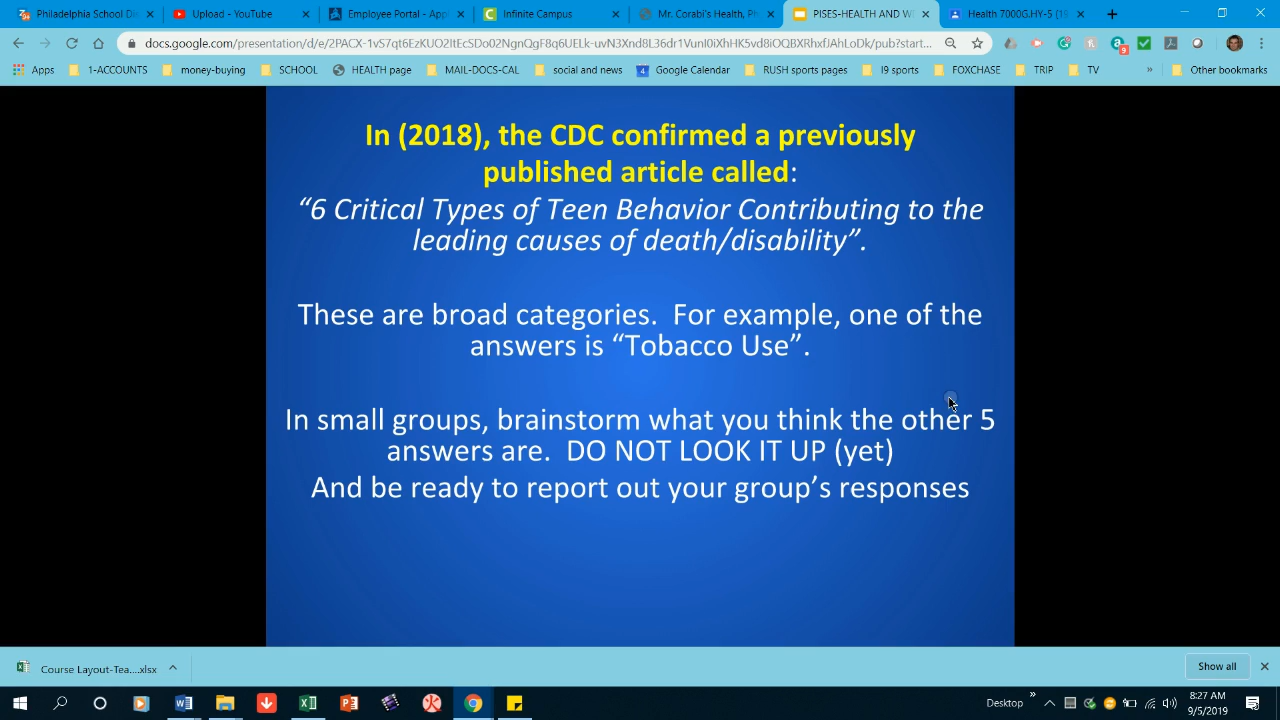 Philadelphia School Di
Upload - YouTube
Employee Portal - Appl
Infinite Campus
Mr. Corabi's Health, Ph
PISES-HEALTH AND W
Health 7000G.HY-5 (19
docs.google.com/presentation/d/e/2PACX-1vS7qt6EzKUO2ltEcSDo02NgnQgF8q6UELk-uvN3Xnd8L36dr1VunI0iXhHK5vd8iOQBXRhxfJAhLoDk/pub?start...
9
Apps
1-ACCOUNTS
money-buying
SCHOOL
HEALTH page
MAIL-DOCS-CAL
social and news
4 Google Calendar
RUSH sports pages
I9 sports
FOXCHASE
TRIP
TV
»
Other bookmarks
In (2018), the CDC confirmed a previously
published article called:
“6 Critical Types of Teen Behavior Contributing to the
leading causes of death/disability”.
These are broad categories. For example, one of the
answers is “Tobacco Use”.
In small groups, brainstorm what you think the other 5
answers are. DO NOT LOOK IT UP (yet)
And be ready to report out your group’s responses
Course Layout-Tea....xlsx
Show all
Desktop
»
8:27 AM
9/5/2019